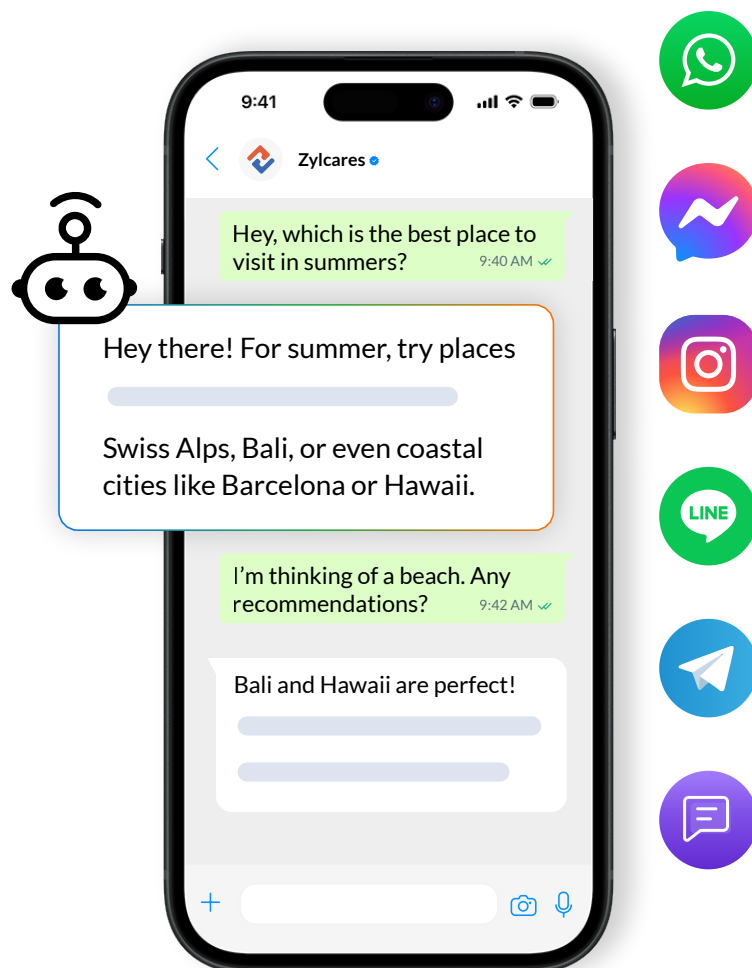 9:41
Zylcares
Hey, which is the best place to
visit in summers? 9:40 AM
Hey there! For summer, try places
Swiss Alps, Bali, or even coastal
cities like Barcelona or Hawaii.
I'm thinking of a beach. Any
recommendations? 9:42 AM
Bali and Hawaii are perfect!
LINE